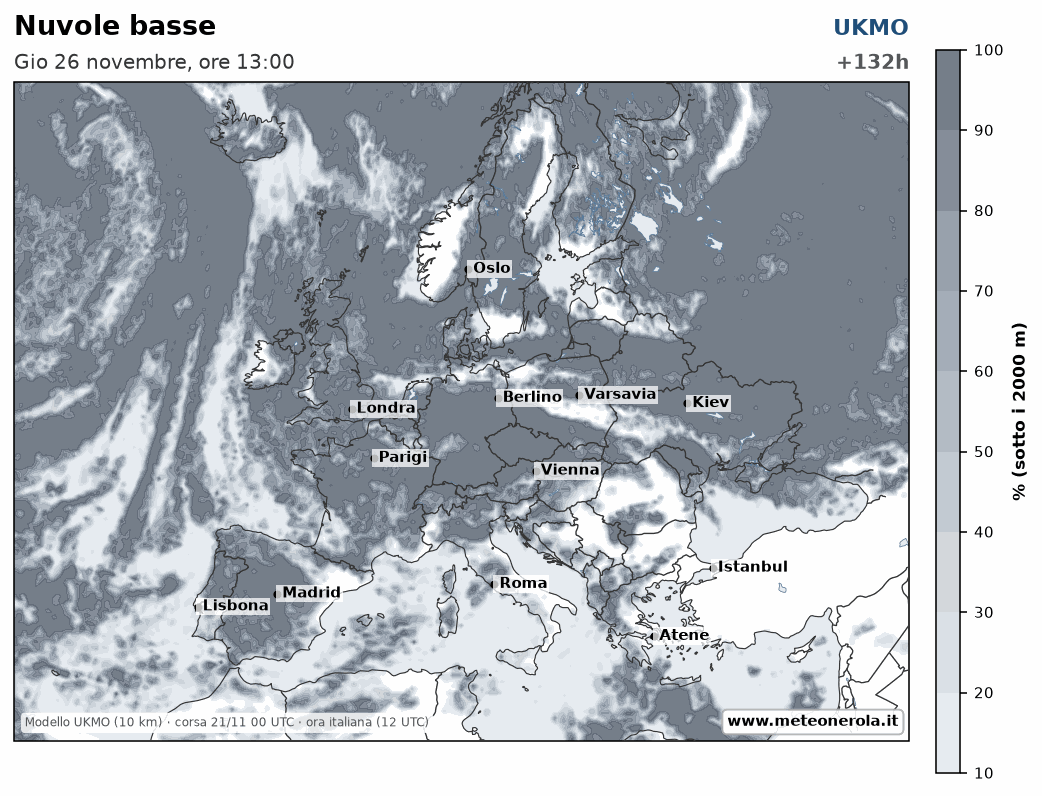 Nuvole basse
UKMO
Gio 26 novembre, ore 13:00
+132h
100
90
80
70
60
50
40
30
20
10
% (sotto i 2000 m)
Oslo
Londra
Berlino
Varsavia
Kiev
Parigi
Vienna
Istanbul
Roma
Madrid
Lisbona
Atene
Modello UKMO (10 km) · corsa 21/11 00 UTC · ora italiana (12 UTC)
www.meteonerola.it